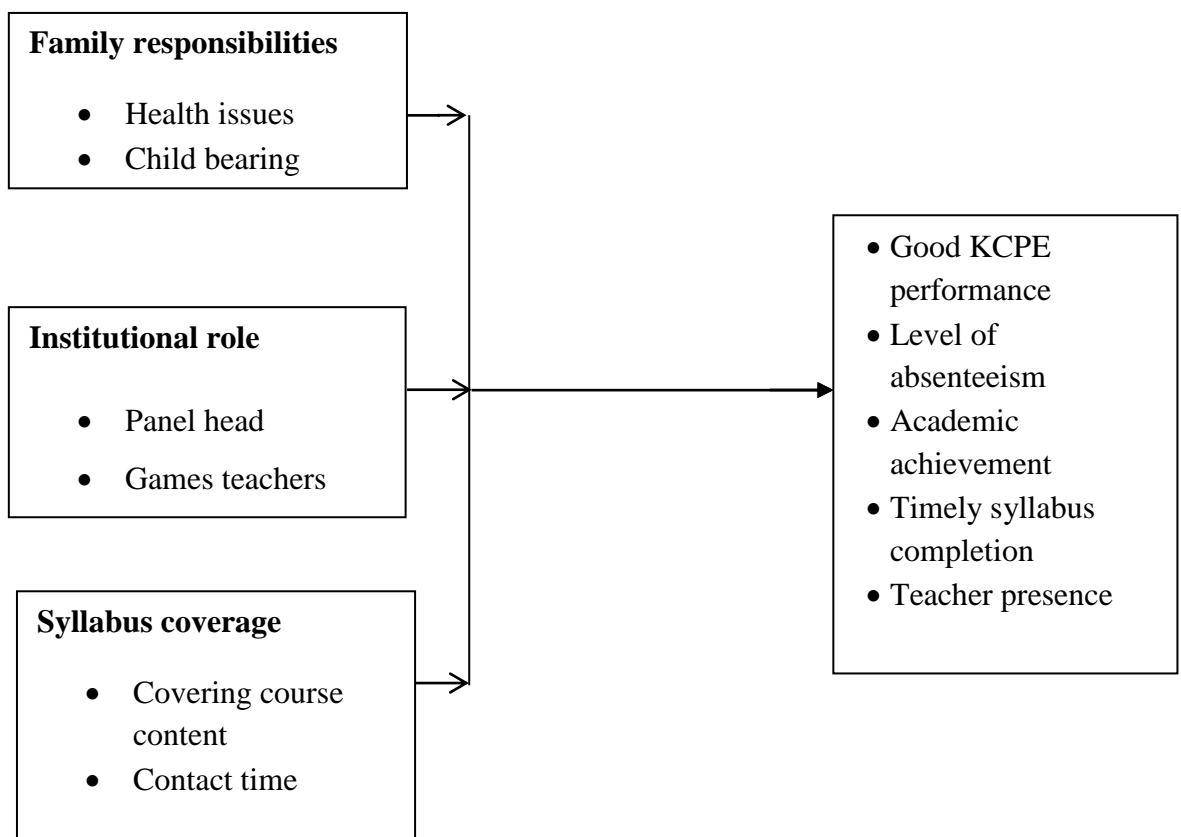 Family responsibilities
• Health issues
• Child bearing
Institutional role
• Panel head
• Games teachers
Syllabus coverage
• Covering course
content
• Contact time
• Good KCPE
performance
• Level of
absenteeism
• Academic
achievement
• Timely syllabus
completion
• Teacher presence